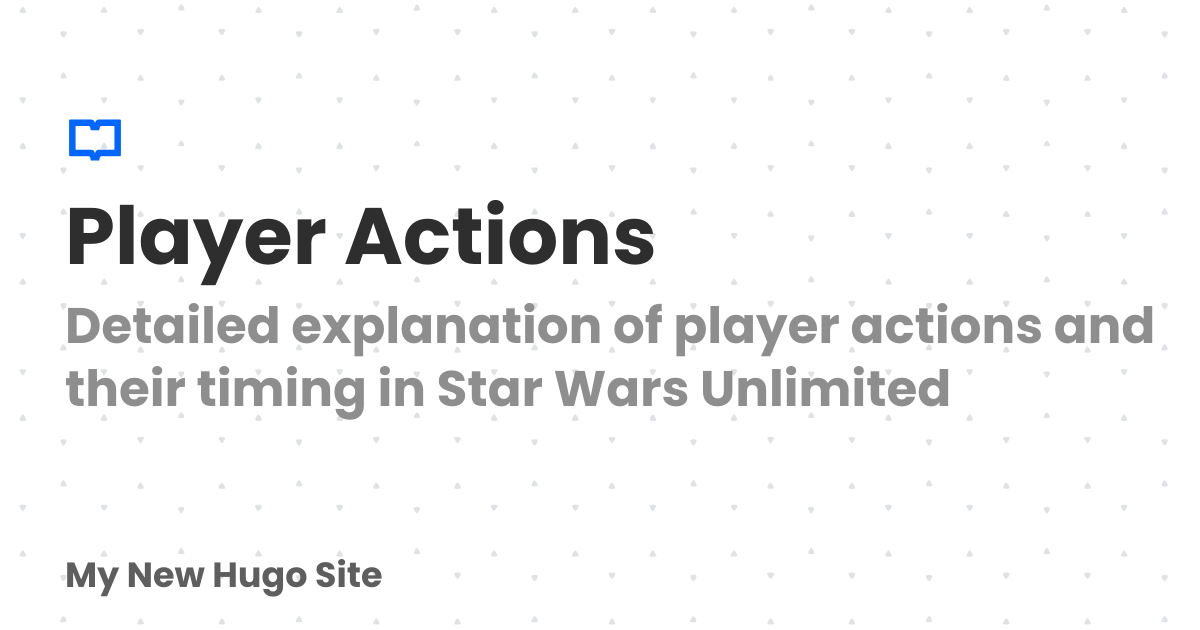 Player Actions
Detailed explanation of player actions and
their timing in Star Wars Unlimited
My New Hugo Site